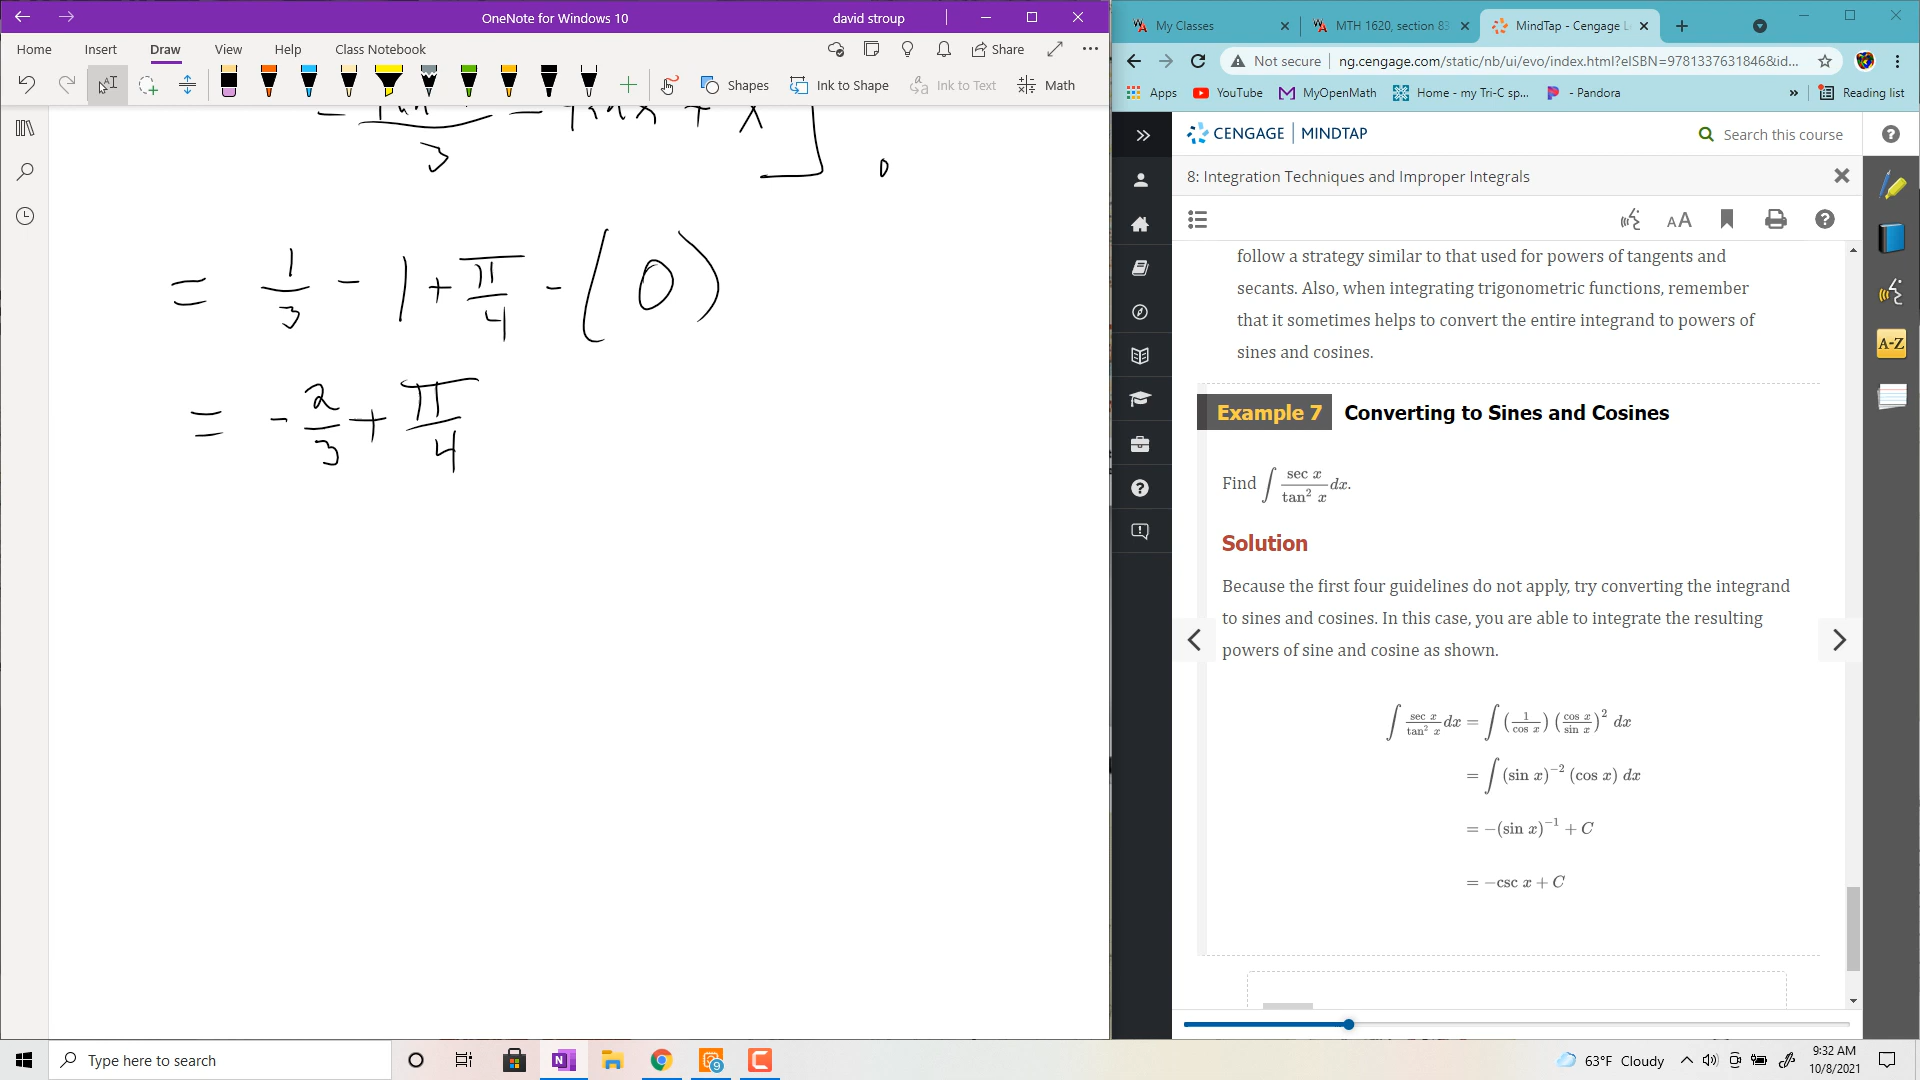 OneNote for Windows 10
david stroup
Home Insert Draw View Help Class Notebook
Share
Shapes Ink to Shape Ink to Text Math
3
- tan x + x ] 0
= 1/3 - 1 + π/4 - (0)
= -2/3 + π/4
My Classes
MTH 1620, section 83
MindTap - Cengage L
Not secure ng.cengage.com/static/nb/ui/evo/index.html?eISBN=9781337631846&id...
Apps YouTube MyOpenMath Home - my Tri-C sp... - Pandora » Reading list
CENGAGE | MINDTAP
Search this course
8: Integration Techniques and Improper Integrals
AA
A-Z
follow a strategy similar to that used for powers of tangents and
secants. Also, when integrating trigonometric functions, remember
that it sometimes helps to convert the entire integrand to powers of
sines and cosines.
Example 7 Converting to Sines and Cosines
Find ∫ sec x / tan² x dx.
Solution
Because the first four guidelines do not apply, try converting the integrand
to sines and cosines. In this case, you are able to integrate the resulting
powers of sine and cosine as shown.
∫ sec x / tan² x dx = ∫ (1 / cos x) (cos x / sin x)² dx
= ∫ (sin x)⁻² (cos x) dx
= −(sin x)⁻¹ + C
= −csc x + C
Type here to search
9
63°F Cloudy
9:32 AM
10/8/2021